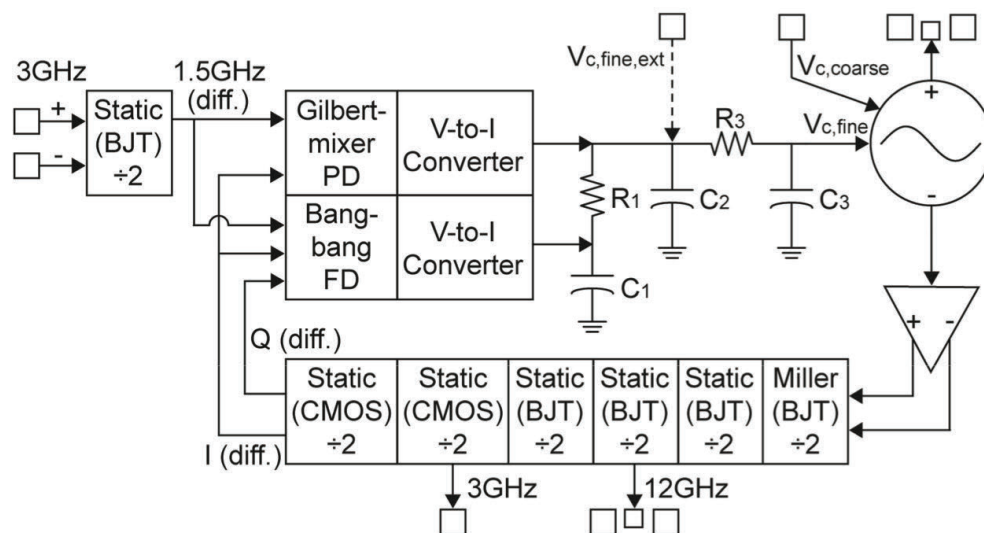 3GHz
+
-
Static
(BJT)
÷2
1.5GHz
(diff.)
Gilbert-
mixer
PD
V-to-I
Converter
Bang-
bang
FD
V-to-I
Converter
Vc,fine,ext
R1
C1
C2
R3
C3
Vc,coarse
Vc,fine
+
-
+ -
Q (diff.)
I (diff.)
Static
(CMOS)
÷2
Static
(CMOS)
÷2
Static
(BJT)
÷2
Static
(BJT)
÷2
Static
(BJT)
÷2
Miller
(BJT)
÷2
3GHz
12GHz